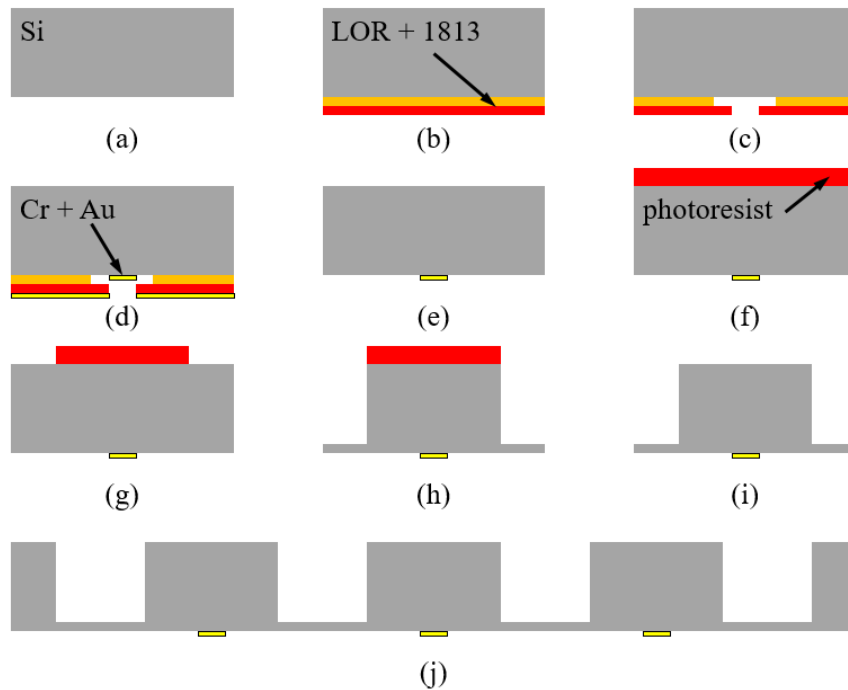 Si
LOR + 1813
(a)
(b)
(c)
Cr + Au
photoresist
(d)
(e)
(f)
(g)
(h)
(i)
(j)